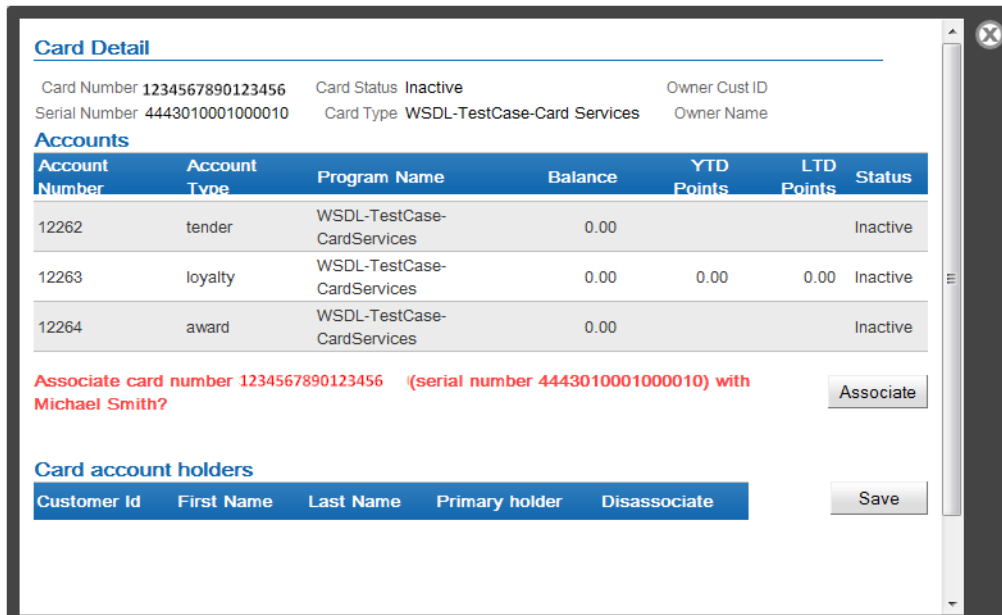 Card Detail
Card Number 1234567890123456 Card Status Inactive Owner Cust ID
Serial Number 4443010001000010 Card Type WSDL-TestCase-Card Services Owner Name
Accounts
Account Account YTD LTD
Number Type Program Name Balance Points Points Status
WSDL-TestCase-
12262 tender 0.00 Inactive
CardServices
WSDL-TestCase-
12263 loyalty 0.00 0.00 0.00 Inactive
CardServices
WSDL-TestCase-
12264 award 0.00 Inactive
CardServices
Associate card number 1234567890123456 (serial number 4443010001000010) with
Michael Smith?
Associate
Card account holders
Customer Id First Name Last Name Primary holder Disassociate
Save